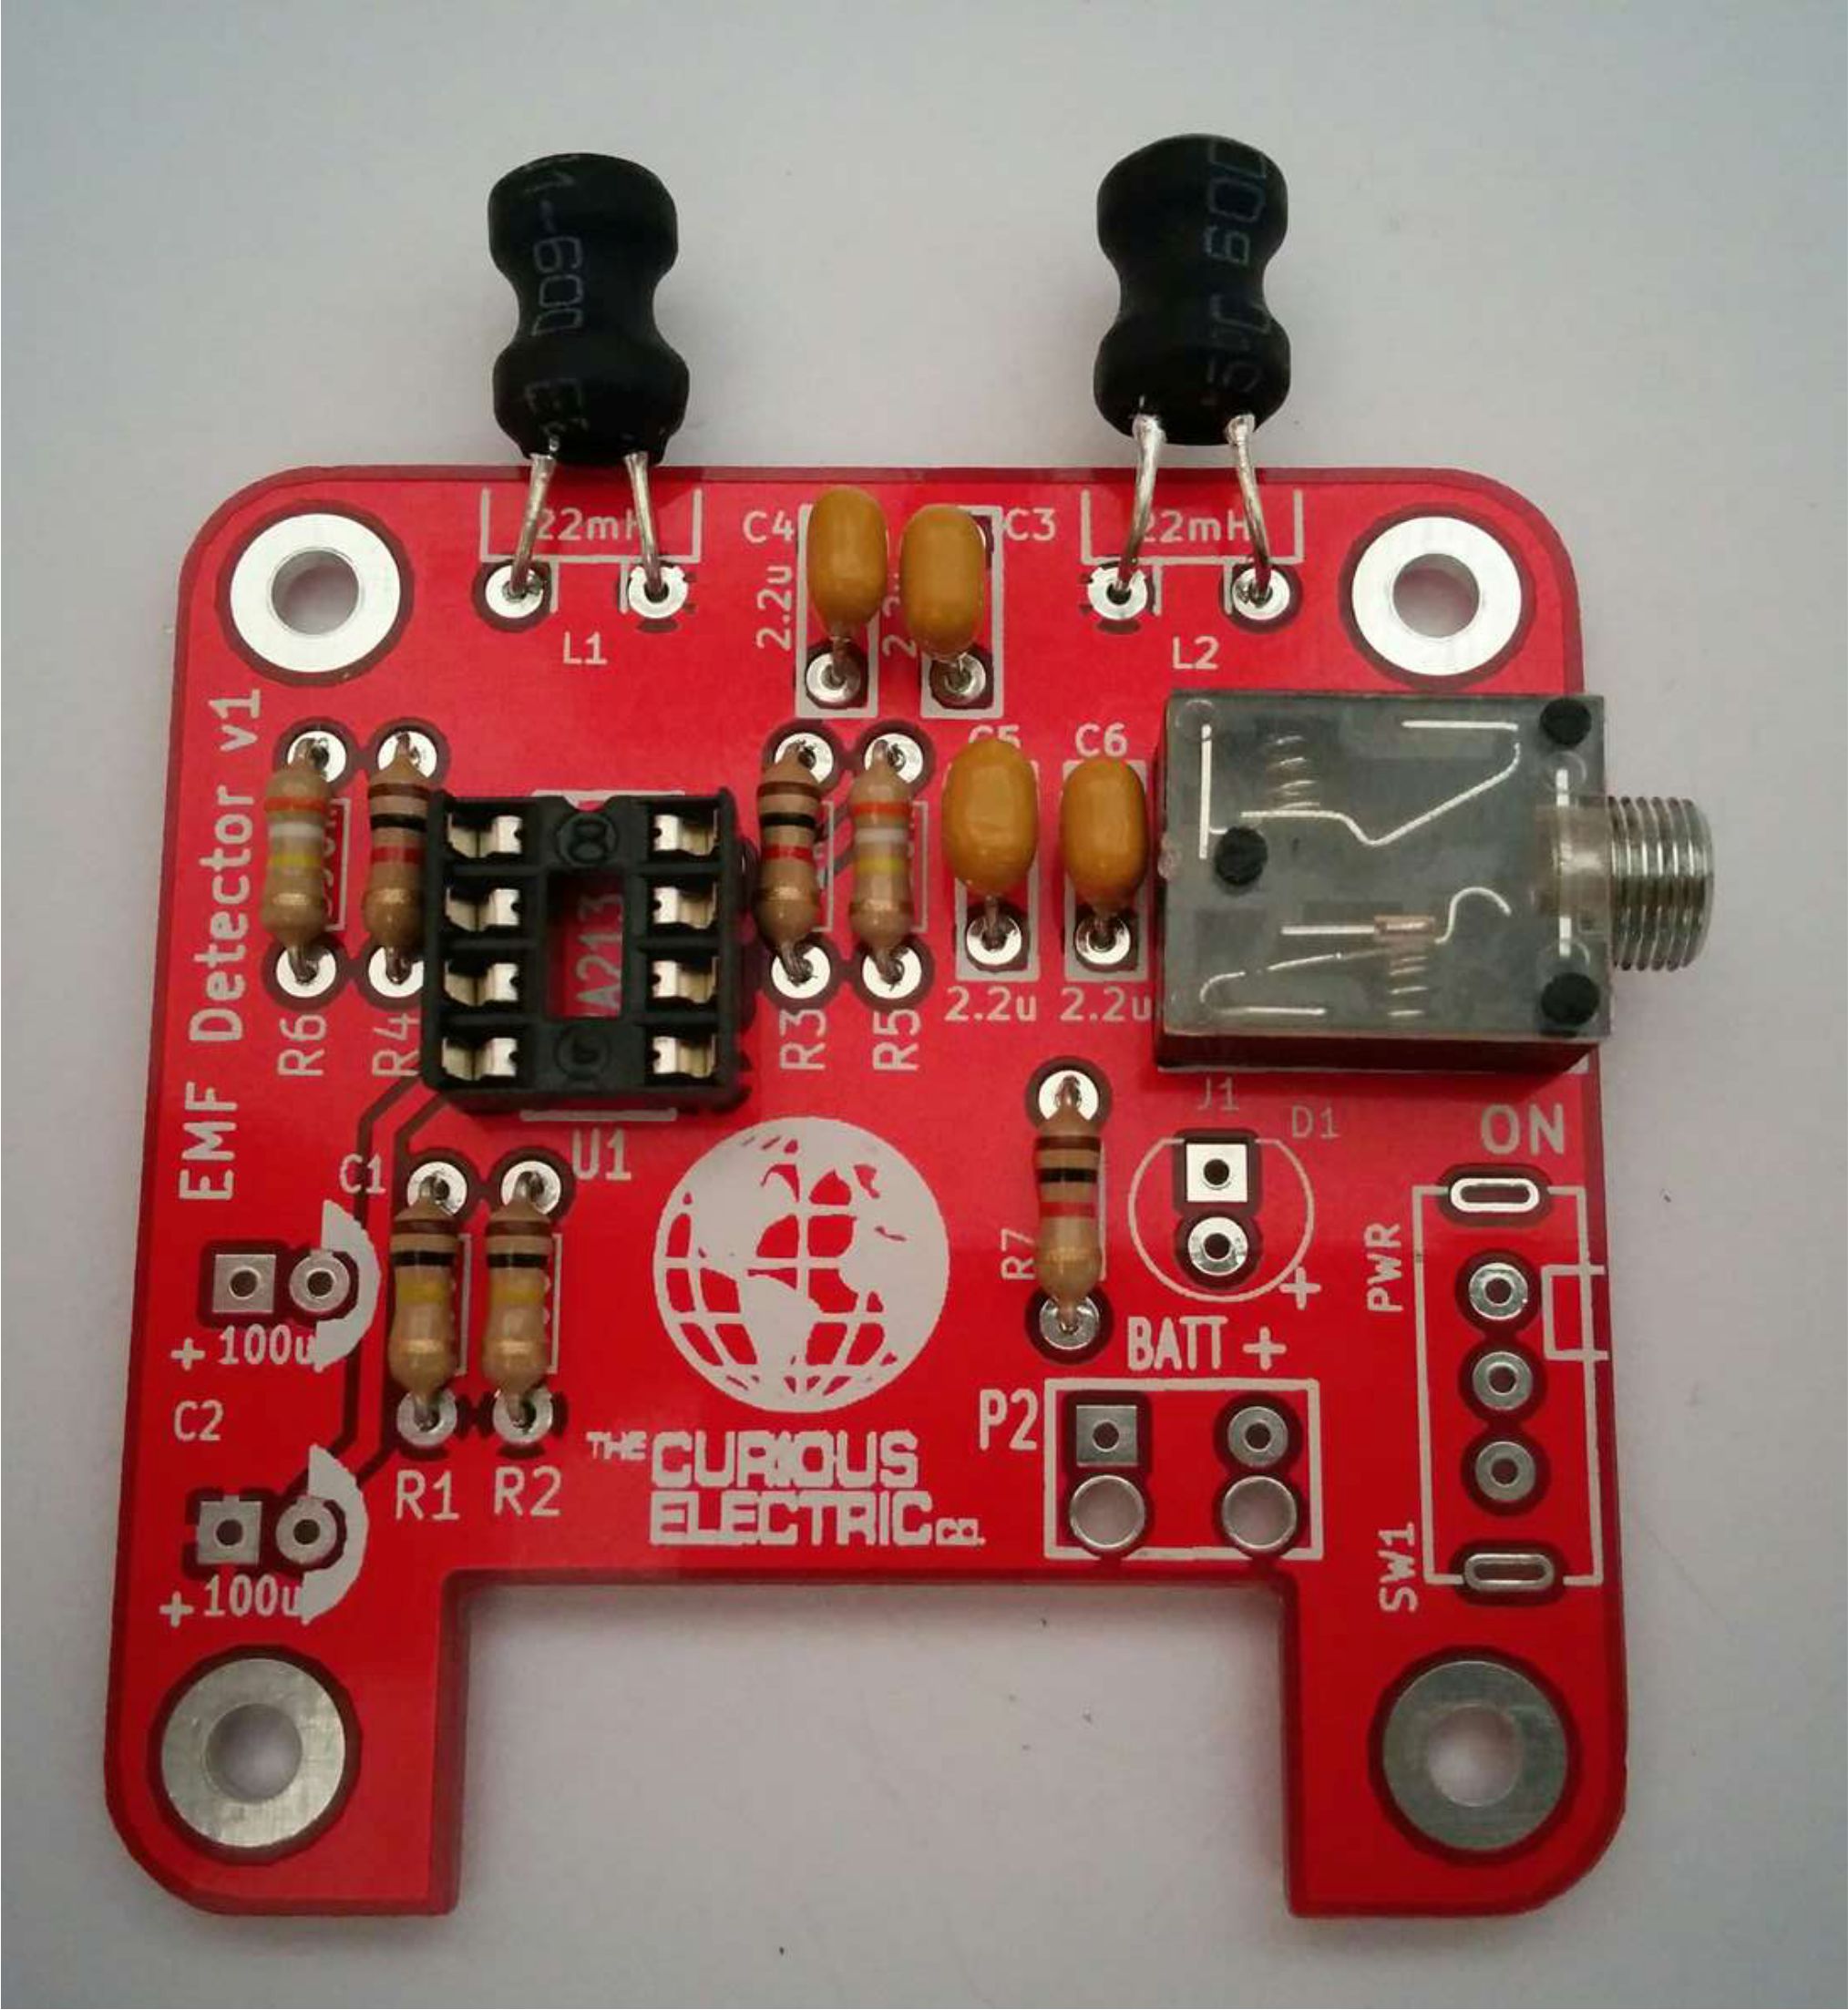 22mH
L1
C4
2.2u
C3
22mH
L2
EMF Detector v1
R6
R4
R3
R5
C5
2.2u
C6
2.2u
U1
J1
D1
+
ON
PWR
SW1
C1
+ 100u
C2
+ 100u
R1
R2
R7
BATT +
P2
THE
CURIOUS
ELECTRIC CO.